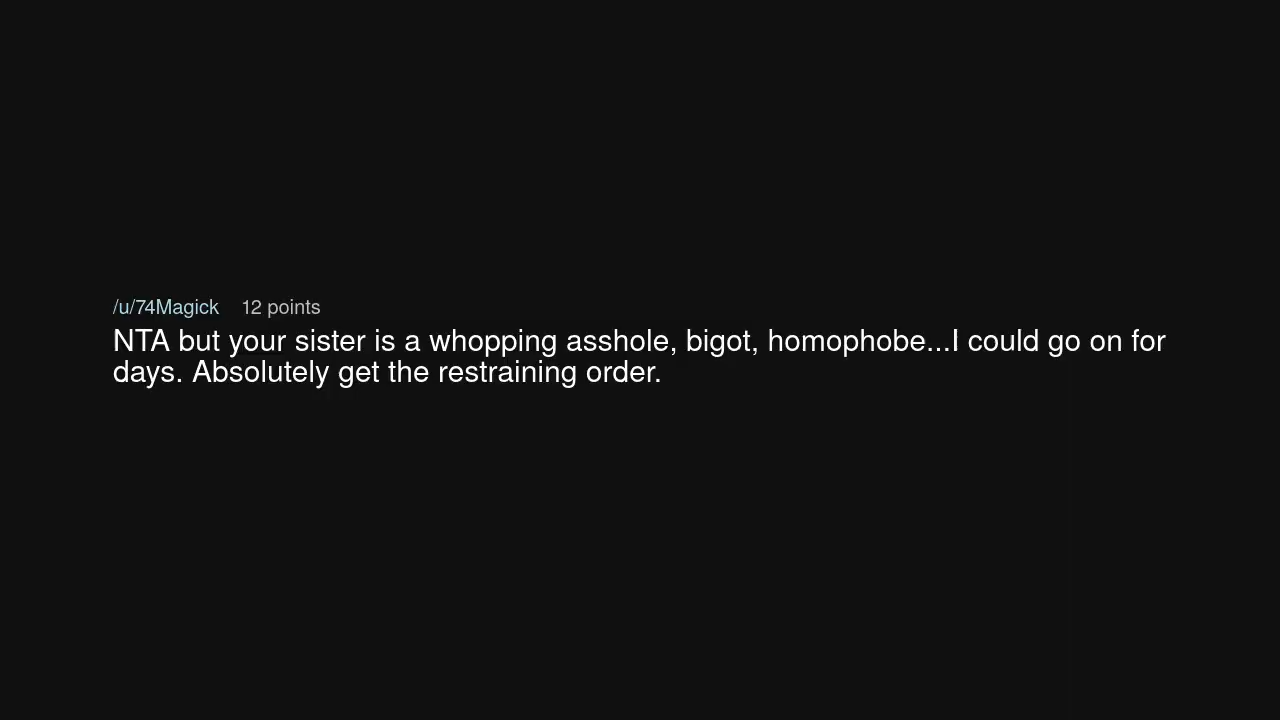 /u/74Magick 12 points
NTA but your sister is a whopping asshole, bigot, homophobe...I could go on for
days. Absolutely get the restraining order.